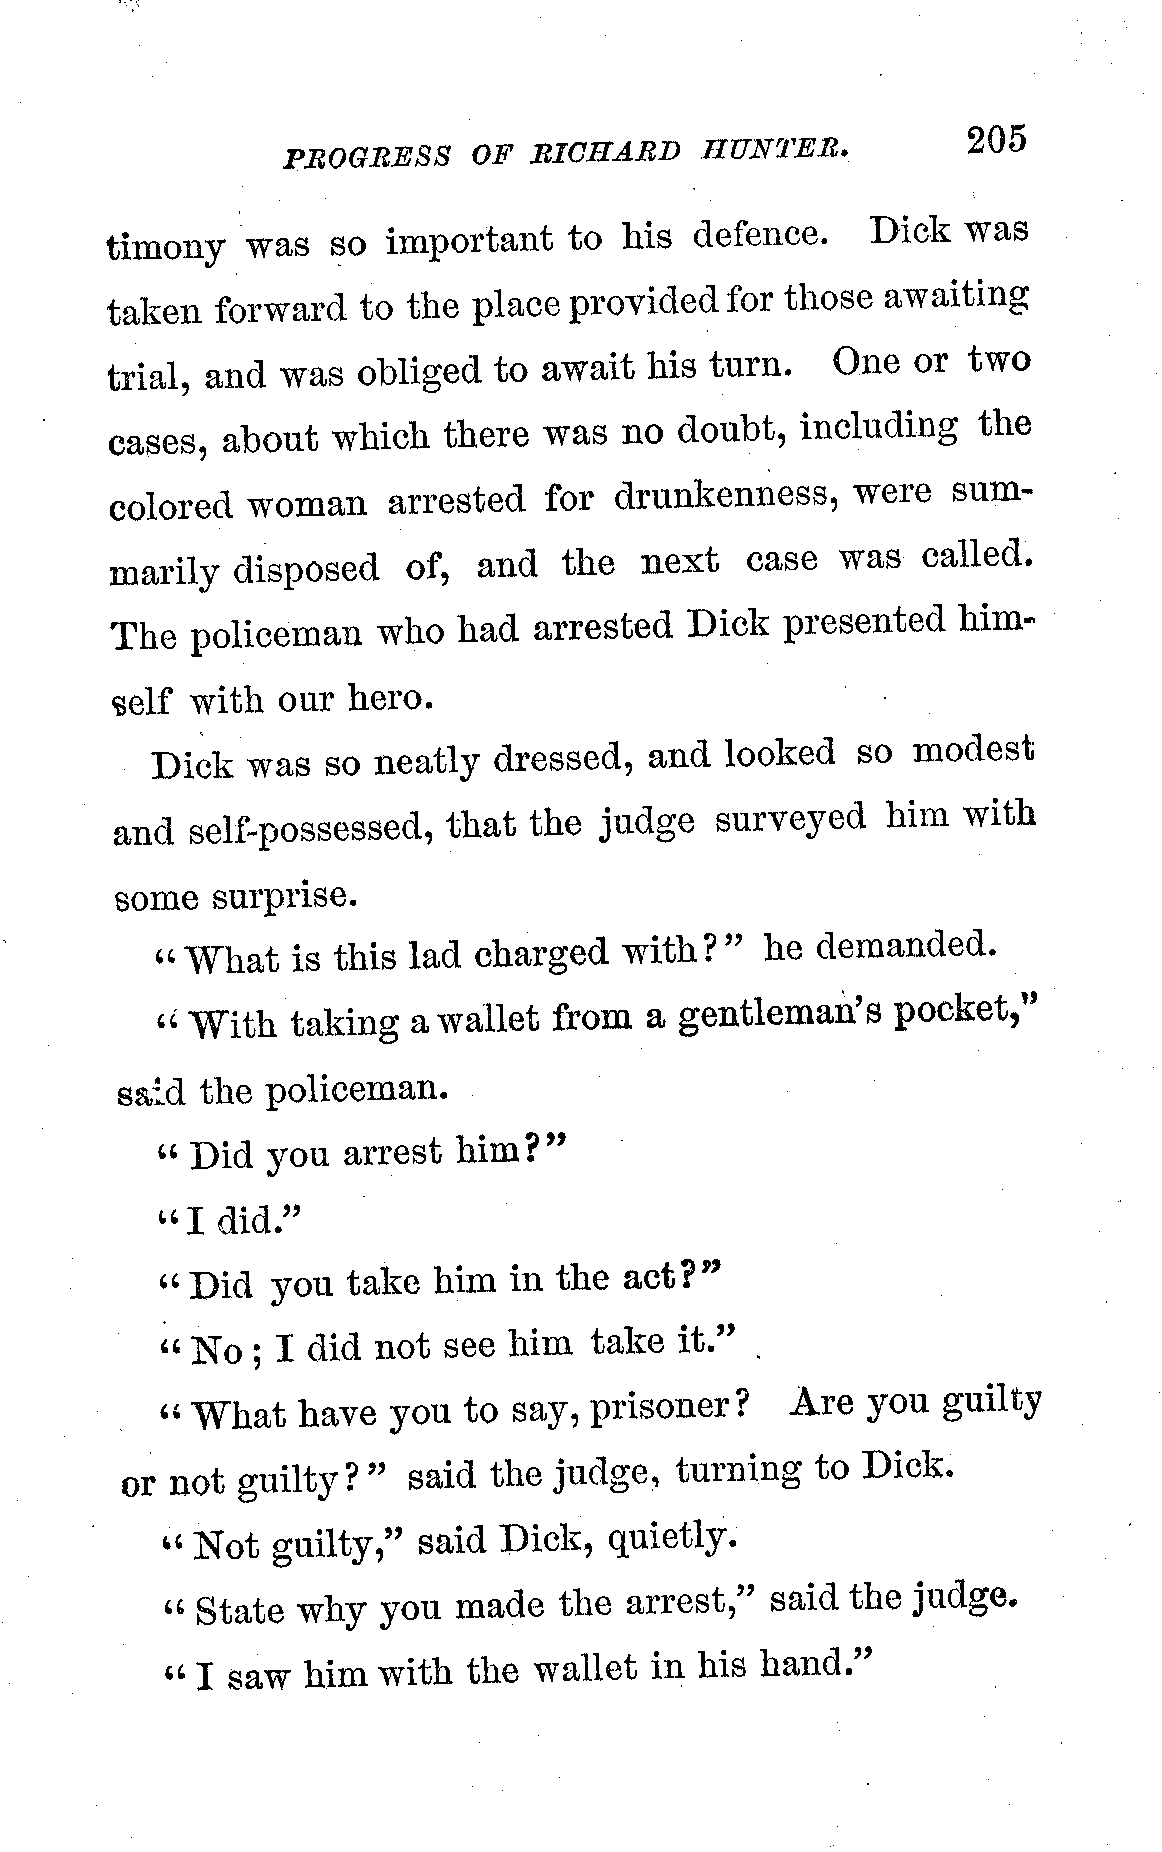 PROGRESS OF RICHARD HUNTER. 205
timony was so important to his defence. Dick was
taken forward to the place provided for those awaiting
trial, and was obliged to await his turn. One or two
cases, about which there was no doubt, including the
colored woman arrested for drunkenness, were sum-
marily disposed of, and the next case was called.
The policeman who had arrested Dick presented him-
self with our hero.
Dick was so neatly dressed, and looked so modest
and self-possessed, that the judge surveyed him with
some surprise.
“What is this lad charged with?” he demanded.
“With taking a wallet from a gentleman’s pocket,”
said the policeman.
“Did you arrest him?”
“I did.”
“Did you take him in the act?”
“No; I did not see him take it.”
“What have you to say, prisoner? Are you guilty
or not guilty?” said the judge, turning to Dick.
“Not guilty,” said Dick, quietly.
“State why you made the arrest,” said the judge.
“I saw him with the wallet in his hand.”